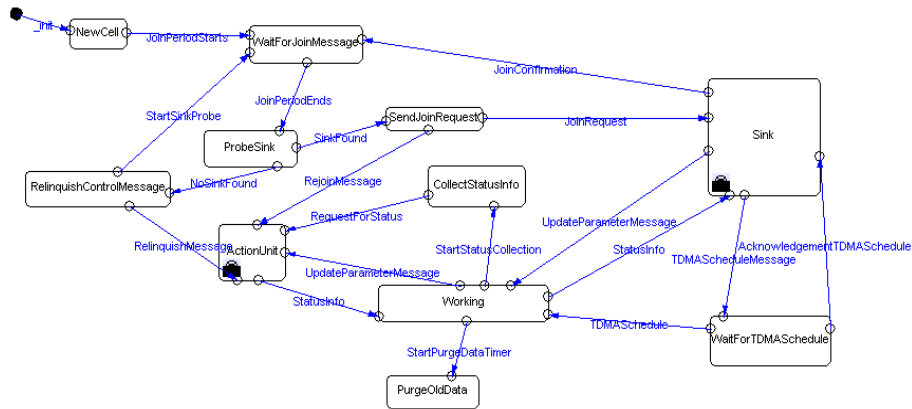 _init
NewCell
JoinPeriodStarts
WaitForJoinMessage
JoinConfirmation
JoinPeriodEnds
StartSinkProbe
SendJoinRequest
JoinRequest
Sink
ProbeSink
SinkFound
RelinquishControlMessage
NoSinkFound
RejoinMessage
CollectStatusInfo
RequestForStatus
UpdateParameterMessage
RelinquishMessage
ActionUnit
StartStatusCollection
StatusInfo
AcknowledgementTDMASchedule
TDMAScheduleMessage
UpdateParameterMessage
StatusInfo
Working
TDMASchedule
WaitForTDMASchedule
StartPurgeDataTimer
PurgeOldData